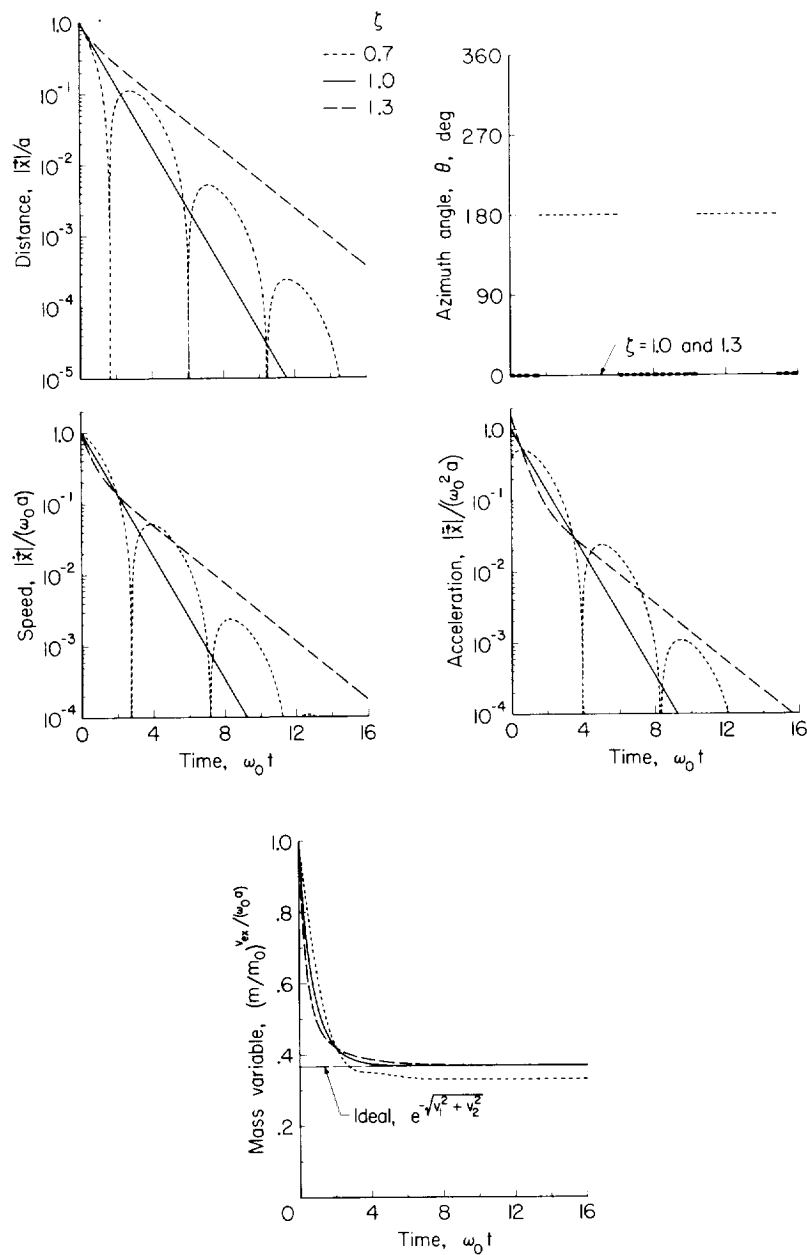 ζ
0.7
1.0
1.3
1.0
10⁻¹
10⁻²
10⁻³
10⁻⁴
10⁻⁵
Distance, |x⃗|/a
360
270
180
90
0
Azimuth angle, θ, deg
ζ = 1.0 and 1.3
1.0
10⁻¹
10⁻²
10⁻³
10⁻⁴
Speed, |ẋ⃗|/(ω₀a)
0 4 8 12 16
Time, ω₀t
1.0
10⁻¹
10⁻²
10⁻³
10⁻⁴
Acceleration, |ẍ⃗|/(ω₀²a)
0 4 8 12 16
Time, ω₀t
1.0
.8
.6
.4
.2
0
Mass variable, (m/m₀)^(v_ex/(ω₀a))
Ideal, e^(-√(v₁² + v₂²))
0 4 8 12 16
Time, ω₀t